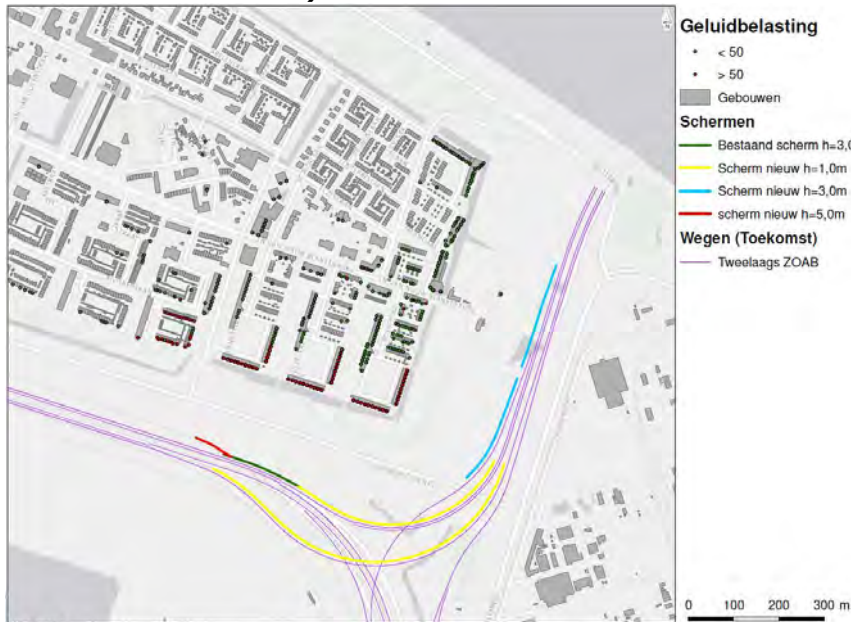 Geluidbelasting
< 50
> 50
Gebouwen
Schermen
Bestaand scherm h=3,0
Scherm nieuw h=1,0m
Scherm nieuw h=3,0m
scherm nieuw h=5,0m
Wegen (Toekomst)
Tweelaags ZOAB
0 100 200 300 m